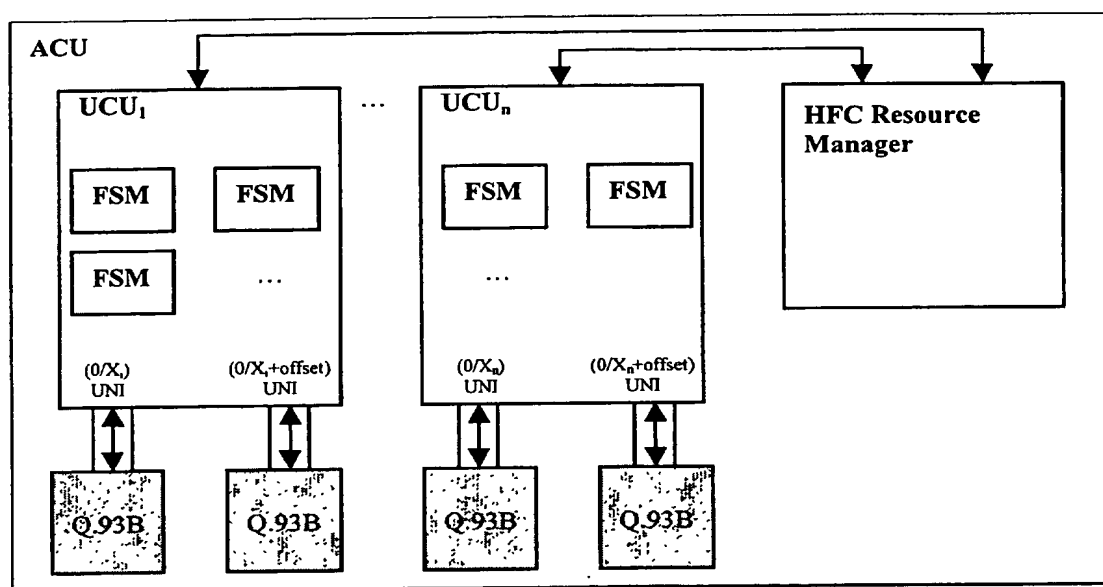 ACU
UCU₁
...
UCUₙ
HFC Resource
Manager
FSM
FSM
FSM
FSM
FSM
...
...
(0/X₁)
UNI
(0/X₁+offset)
UNI
(0/Xₙ)
UNI
(0/Xₙ+offset)
UNI
Q.93B
Q.93B
Q.93B
Q.93B